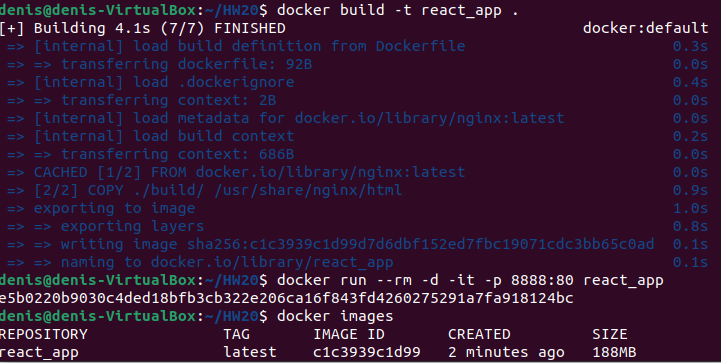 denis@denis-VirtualBox:~/HW20$ docker build -t react_app .
[+] Building 4.1s (7/7) FINISHED docker:default
=> [internal] load build definition from Dockerfile 0.3s
=> => transferring dockerfile: 92B 0.0s
=> [internal] load .dockerignore 0.4s
=> => transferring context: 2B 0.0s
=> [internal] load metadata for docker.io/library/nginx:latest 0.0s
=> [internal] load build context 0.2s
=> => transferring context: 686B 0.0s
=> CACHED [1/2] FROM docker.io/library/nginx:latest 0.0s
=> [2/2] COPY ./build/ /usr/share/nginx/html 0.9s
=> exporting to image 1.0s
=> => exporting layers 0.8s
=> => writing image sha256:c1c3939c1d99d7d6dbf152ed7fbc19071cdc3bb65c0ad 0.1s
=> => naming to docker.io/library/react_app 0.1s
denis@denis-VirtualBox:~/HW20$ docker run --rm -d -it -p 8888:80 react_app
e5b0220b9030c4ded18bfb3cb322e206ca16f843fd4260275291a7fa918124bc
denis@denis-VirtualBox:~/HW20$ docker images
REPOSITORY TAG IMAGE ID CREATED SIZE
react_app latest c1c3939c1d99 2 minutes ago 188MB